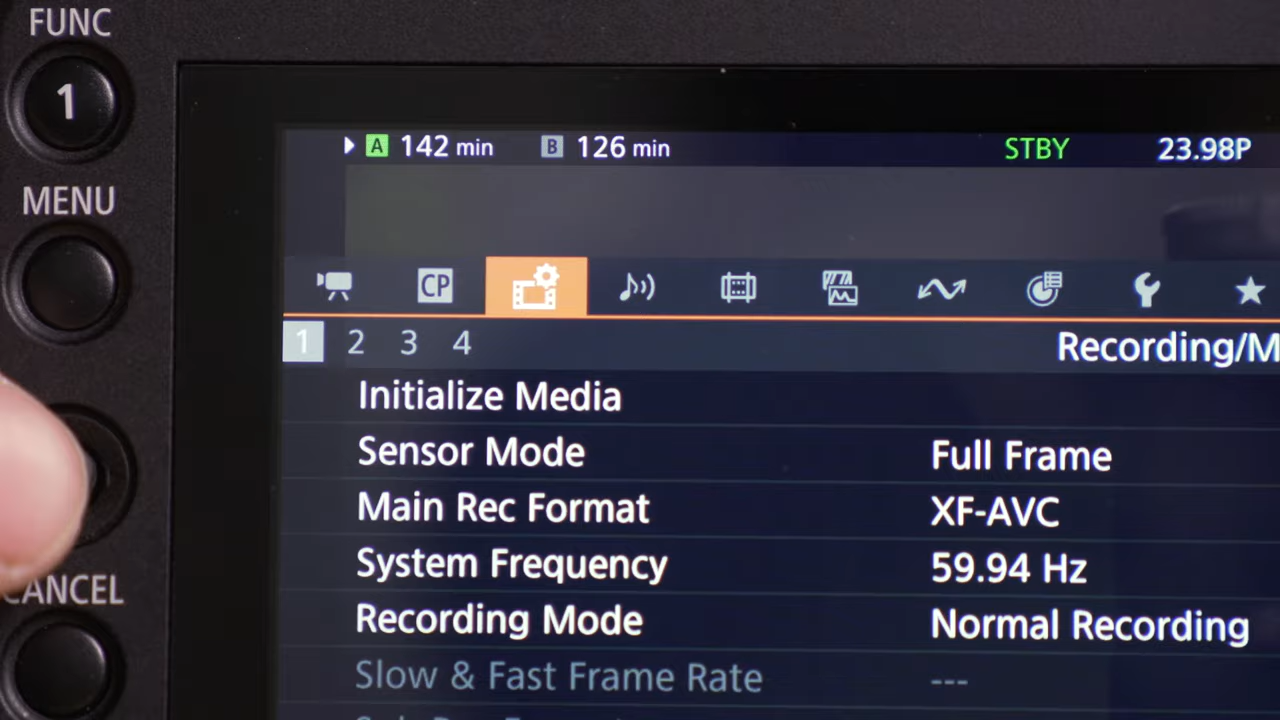 FUNC
1
MENU
A 142 min B 126 min STBY 23.98P
CP
1 2 3 4 Recording/M
Initialize Media
Sensor Mode Full Frame
Main Rec Format XF-AVC
System Frequency 59.94 Hz
Recording Mode Normal Recording
Slow & Fast Frame Rate ---
CANCEL